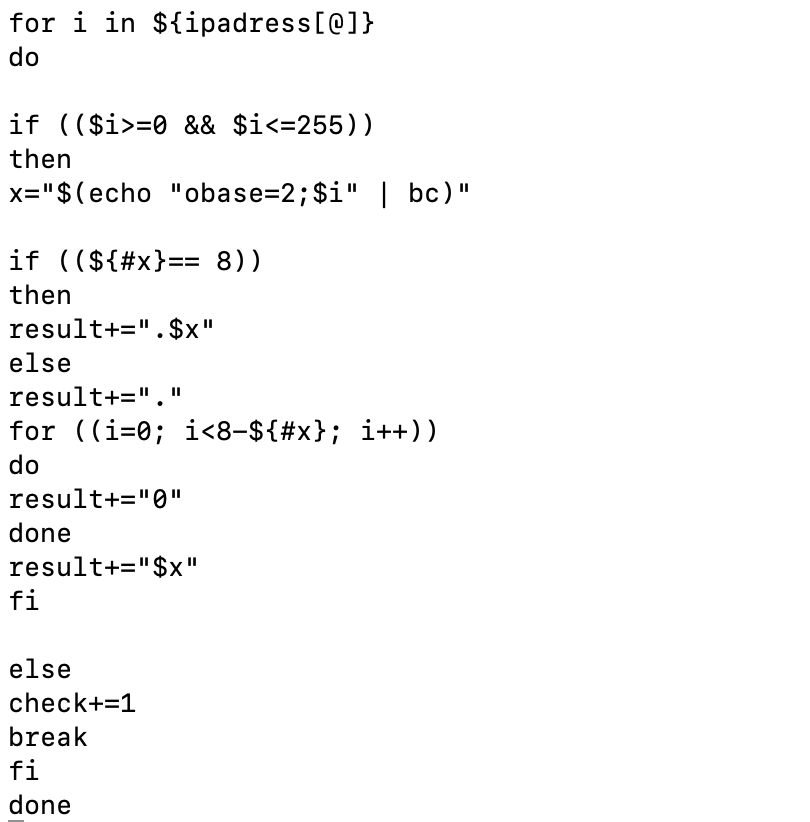 for i in ${ipadress[@]}
do
if (($i>=0 && $i<=255))
then
x="$(echo "obase=2;$i" | bc)"
if ((${#x}== 8))
then
result+=".$x"
else
result+="."
for ((i=0; i<8-${#x}; i++))
do
result+="0"
done
result+="$x"
fi
else
check+=1
break
fi
done